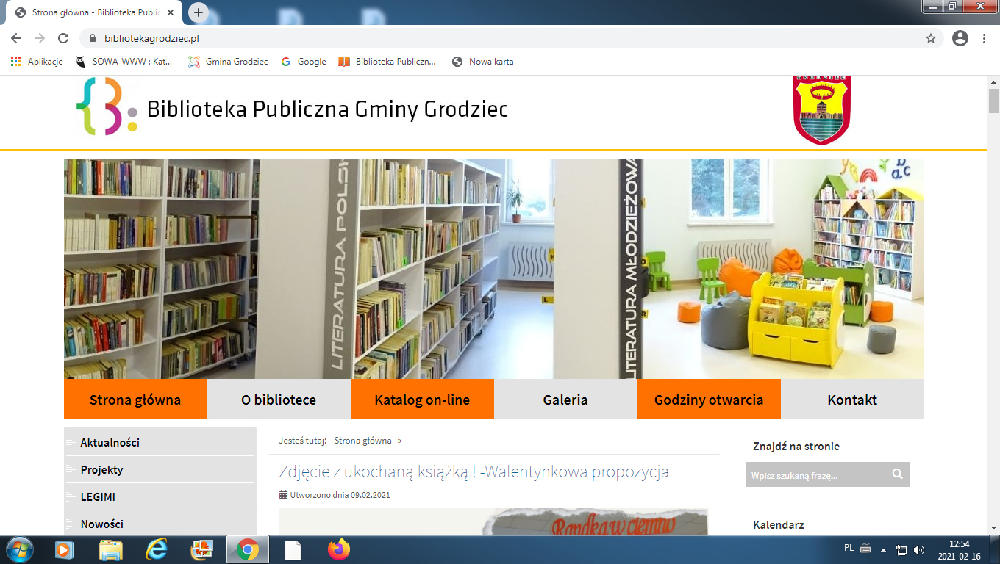 Strona główna - Biblioteka Public
bibliotekagrodziec.pl
Aplikacje SOWA-WWW : Kat... Gmina Grodziec Google Biblioteka Publiczn... Nowa karta
Biblioteka Publiczna Gminy Grodziec
LITERATURA POLSK
LITERATURA MŁODZIEŻOWA
Strona główna O bibliotece Katalog on-line Galeria Godziny otwarcia Kontakt
Aktualności
Projekty
LEGIMI
Nowości
Jesteś tutaj: Strona główna »
Zdjęcie z ukochaną książką ! -Walentynkowa propozycja
Utworzono dnia 09.02.2021
Randka w ciemno
Znajdź na stronie
Wpisz szukaną frazę...
Kalendarz
PL 12:54
2021-02-16